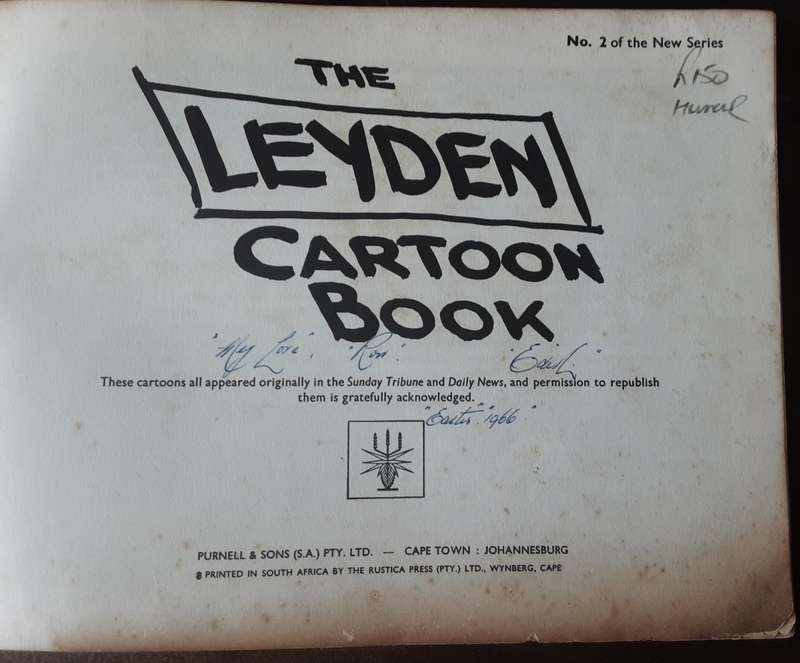 No. 2 of the New Series
R150
THE
LEYDEN
CARTOON
BOOK
"My Love". "Ron". "Edish"
These cartoons all appeared originally in the Sunday Tribune and Daily News, and permission to republish
them is gratefully acknowledged.
"Easter" "1966".
PURNELL & SONS (S.A.) PTY. LTD. — CAPE TOWN : JOHANNESBURG
8 PRINTED IN SOUTH AFRICA BY THE RUSTICA PRESS (PTY.) LTD., WYNBERG, CAPE